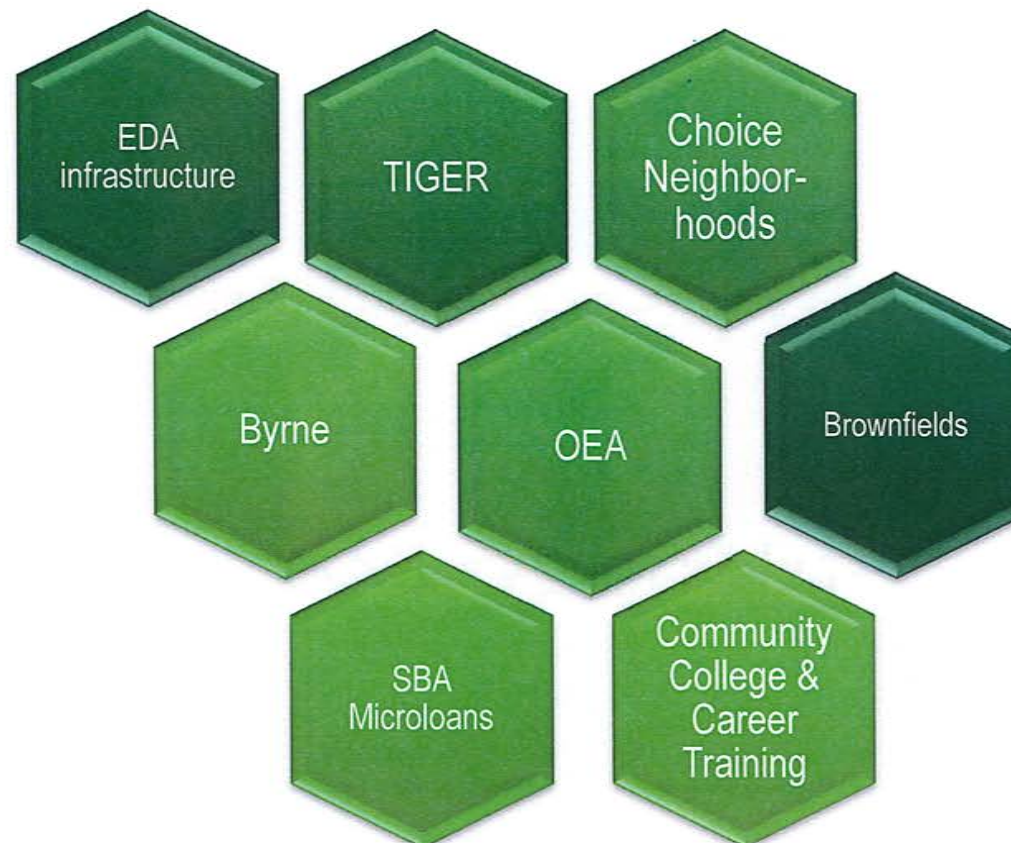 EDA
infrastructure
TIGER
Choice
Neighbor-
hoods
Byrne
OEA
Brownfields
SBA
Microloans
Community
College &
Career
Training